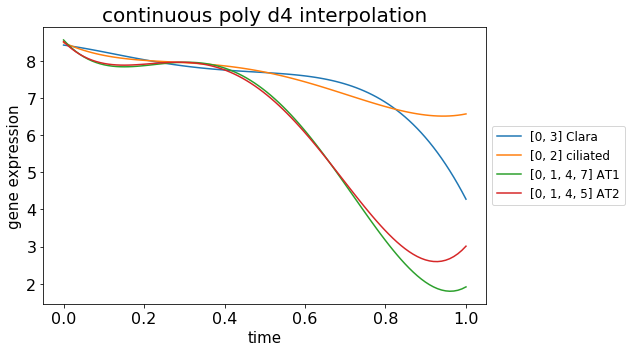 continuous poly d4 interpolation
gene expression
8
7
6
5
4
3
2
0.0 0.2 0.4 0.6 0.8 1.0
time
[0, 3] Clara
[0, 2] ciliated
[0, 1, 4, 7] AT1
[0, 1, 4, 5] AT2